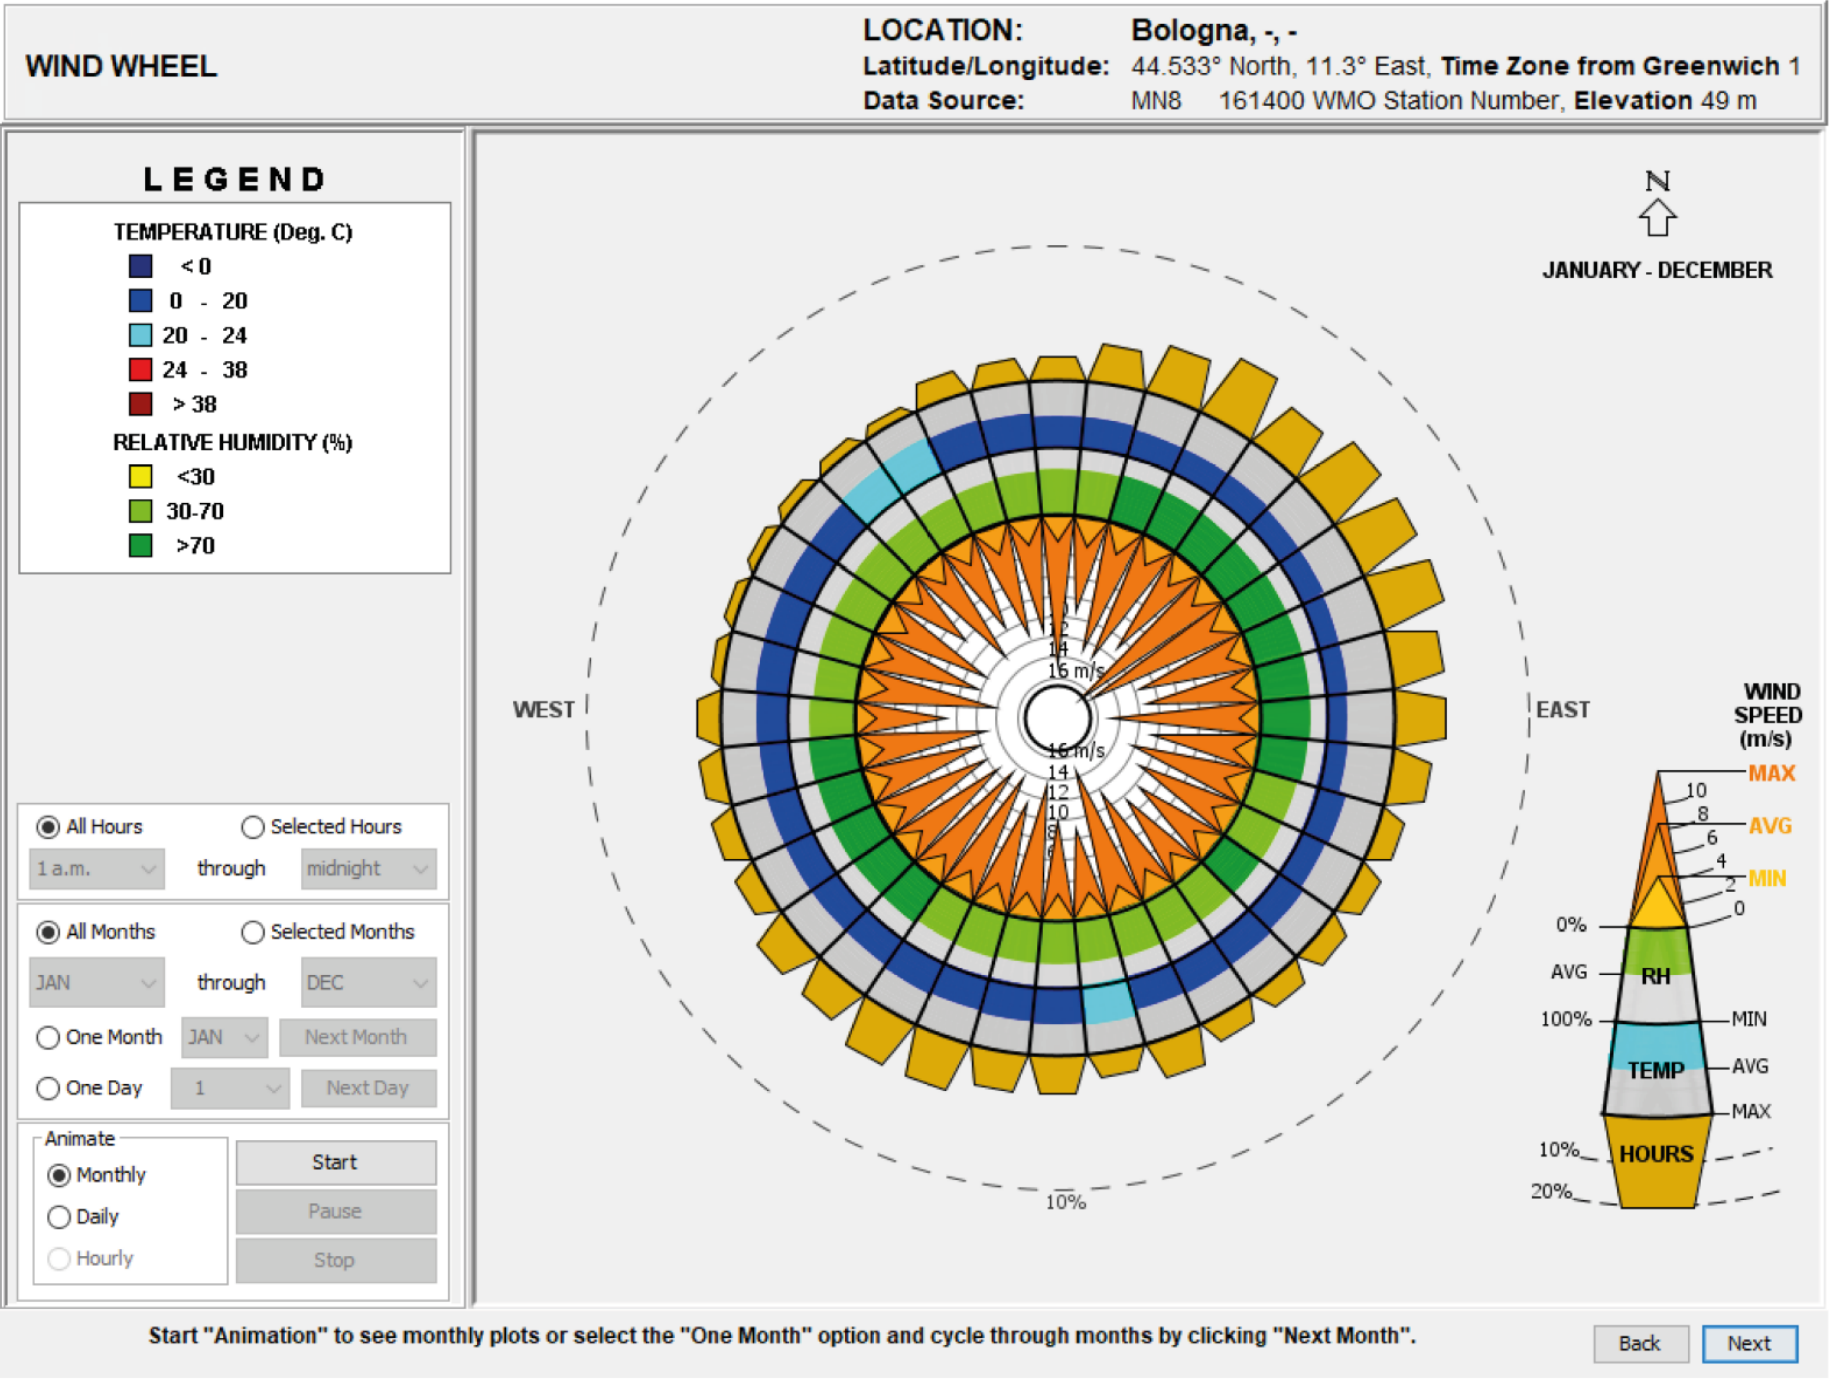 WIND WHEEL
LOCATION: Bologna, -, -
Latitude/Longitude: 44.533° North, 11.3° East, Time Zone from Greenwich 1
Data Source: MN8 161400 WMO Station Number, Elevation 49 m
LEGEND
TEMPERATURE (Deg. C)
< 0
0 - 20
20 - 24
24 - 38
> 38
RELATIVE HUMIDITY (%)
<30
30-70
>70
All Hours Selected Hours
1 a.m. through midnight
All Months Selected Months
JAN through DEC
One Month JAN Next Month
One Day 1 Next Day
Animate
Monthly
Daily
Hourly
Start
Pause
Stop
N
JANUARY - DECEMBER
WEST
EAST
14
16 m/s
16 m/s
14
12
10
8
10%
WIND
SPEED
(m/s)
MAX
10
8
AVG
6
4
MIN
2
0
0%
AVG
RH
100%
MIN
TEMP
AVG
MAX
10%
HOURS
20%
Start "Animation" to see monthly plots or select the "One Month" option and cycle through months by clicking "Next Month".
Back
Next